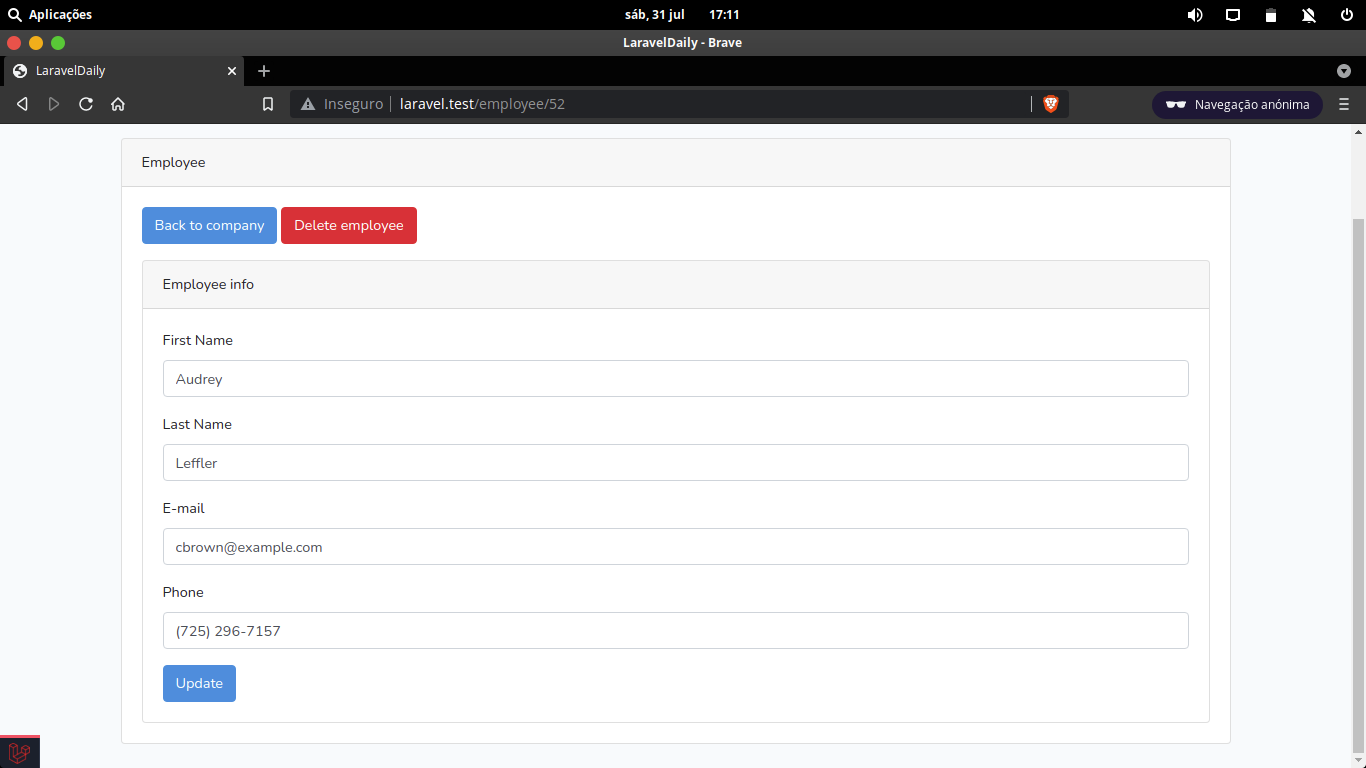 Aplicações sáb, 31 jul 17:11
LaravelDaily - Brave
LaravelDaily
Inseguro laravel.test/employee/52 Navegação anónima
Employee
Back to company Delete employee
Employee info
First Name
Audrey
Last Name
Leffler
E-mail
cbrown@example.com
Phone
(725) 296-7157
Update